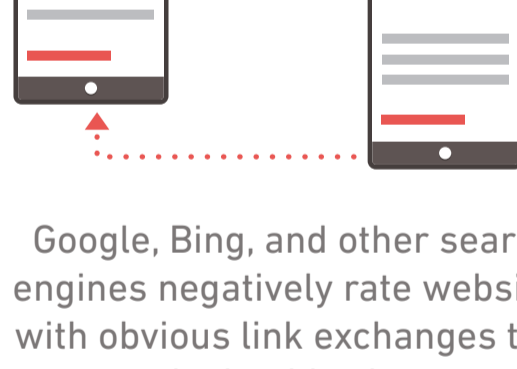 Google, Bing, and other sear
engines negatively rate websi
with obvious link exchanges t